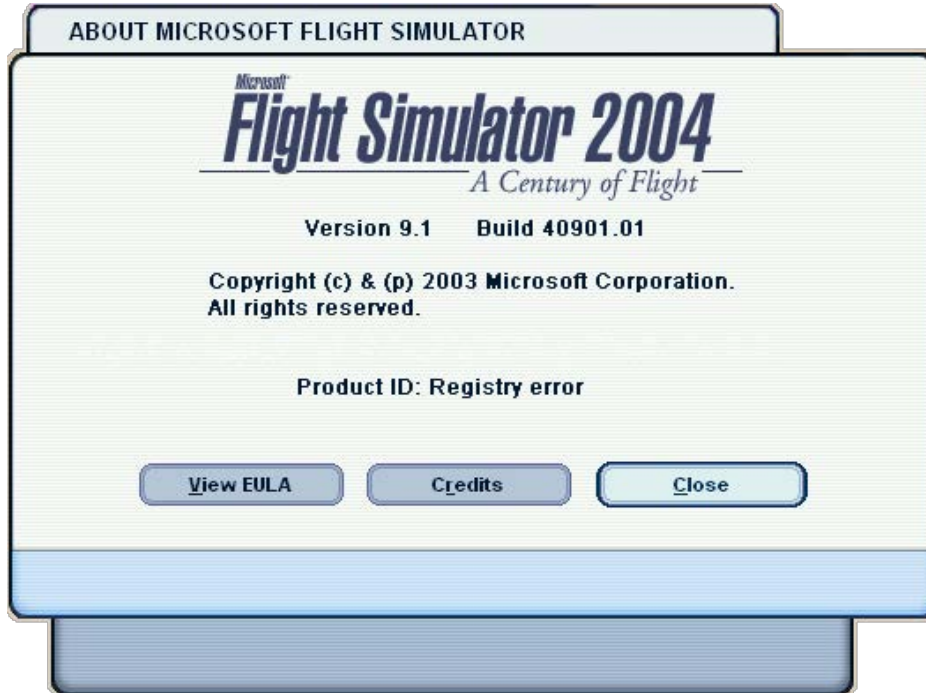 ABOUT MICROSOFT FLIGHT SIMULATOR
Microsoft
Flight Simulator 2004
A Century of Flight
Version 9.1 Build 40901.01
Copyright (c) & (p) 2003 Microsoft Corporation.
All rights reserved.
Product ID: Registry error
View EULA Credits Close